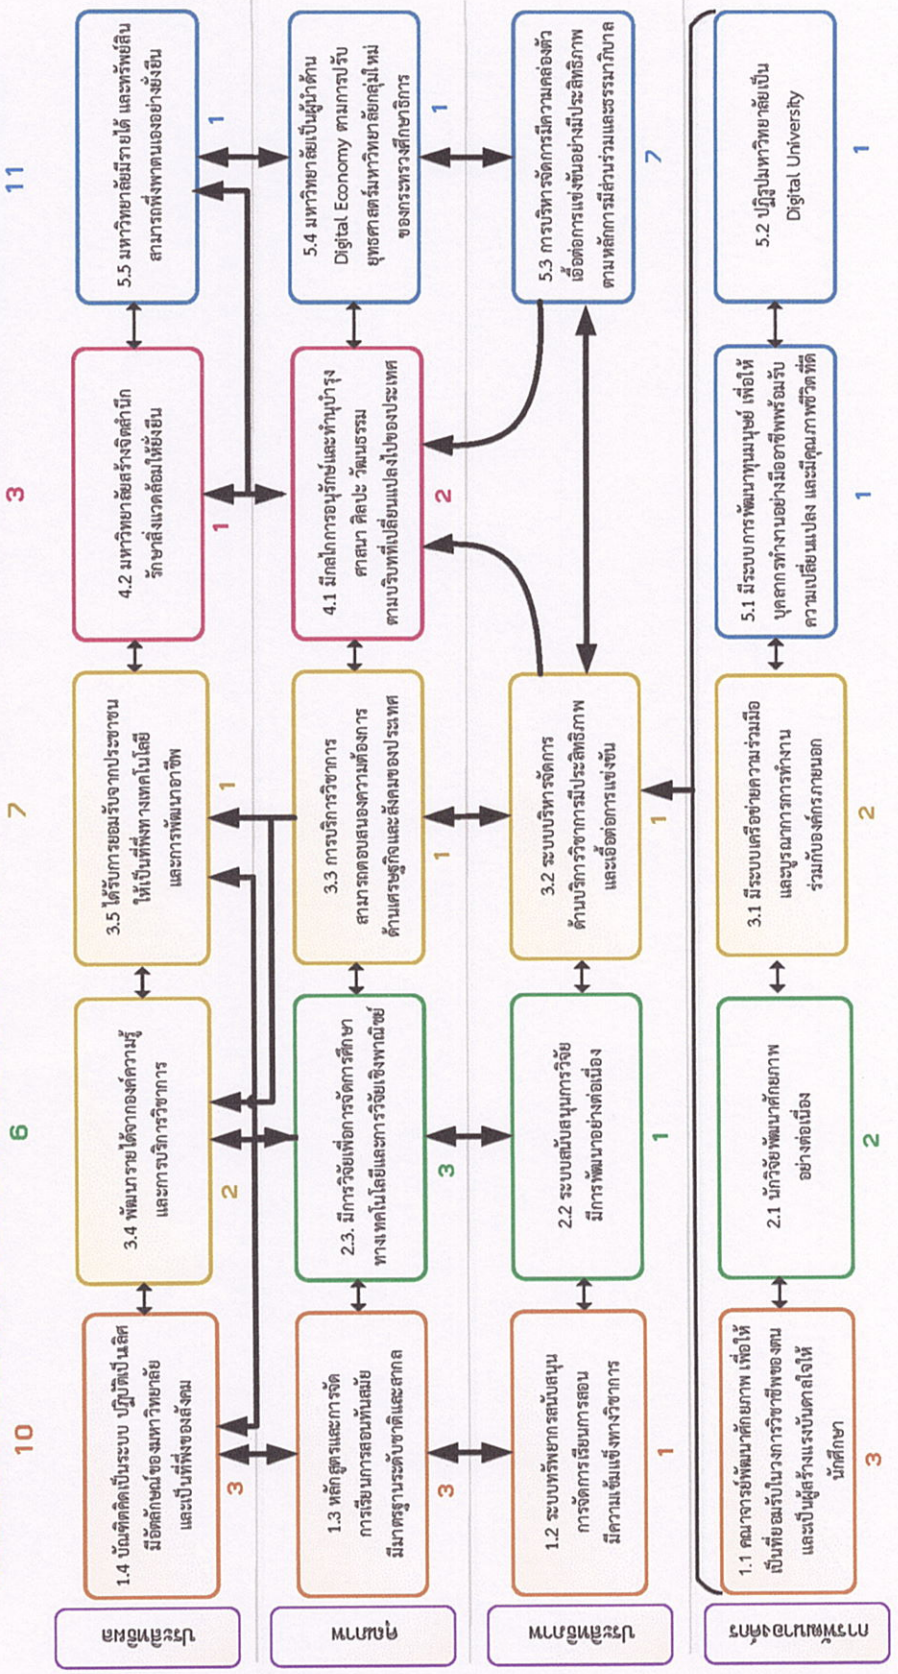 10
6
7
3
11
ประสิทธิผล
1.4 บัณฑิตคิดเป็นระบบ ปฏิบัติเป็นเลิศ
มีอัตลักษณ์ของมหาวิทยาลัย
และเป็นที่พึ่งของสังคม
3
3.4 พัฒนารายได้จากองค์ความรู้
และการบริการวิชาการ
2
3.5 ได้รับการยอมรับจากประชาชน
ให้เป็นที่พึ่งทางเทคโนโลยี
และการพัฒนาอาชีพ
1
4.2 มหาวิทยาลัยสร้างจิตสำนึก
รักษาสิ่งแวดล้อมให้ยั่งยืน
1
5.5 มหาวิทยาลัยมีรายได้ และทรัพย์สิน
สามารถพึ่งพาตนเองอย่างยั่งยืน
1
คุณภาพ
1.3 หลักสูตรและการจัด
การเรียนการสอนทันสมัย
มีมาตรฐานระดับชาติและสากล
3
2.3. มีการวิจัยเพื่อการจัดการศึกษา
ทางเทคโนโลยีและการวิจัยเชิงพาณิชย์
3
3.3 การบริการวิชาการ
สามารถตอบสนองความต้องการ
ด้านเศรษฐกิจและสังคมของประเทศ
1
4.1 มีกลไกการอนุรักษ์และทำนุบำรุง
ศาสนา ศิลปะ วัฒนธรรม
ตามบริบทที่เปลี่ยนแปลงไปของประเทศ
2
5.4 มหาวิทยาลัยเป็นผู้นำด้าน
Digital Economy ตามการปรับ
ยุทธศาสตร์มหาวิทยาลัยกลุ่มใหม่
ของกระทรวงศึกษาธิการ
1
ประสิทธิภาพ
1.2 ระบบทรัพยากรสนับสนุน
การจัดการเรียนการสอน
มีความเข้มแข็งทางวิชาการ
1
2.2 ระบบสนับสนุนการวิจัย
มีการพัฒนาอย่างต่อเนื่อง
1
3.2 ระบบบริหารจัดการ
ด้านบริการวิชาการมีประสิทธิภาพ
และเอื้อต่อการแข่งขัน
1
5.3 การบริหารจัดการมีความคล่องตัว
เอื้อต่อการแข่งขันอย่างมีประสิทธิภาพ
ตามหลักการมีส่วนร่วมและธรรมาภิบาล
7
การพัฒนาองค์กร
1.1 คณาจารย์พัฒนาศักยภาพ เพื่อให้
เป็นที่ยอมรับในวงการวิชาชีพของตน
และเป็นผู้สร้างแรงบันดาลใจให้
นักศึกษา
3
2.1 นักวิจัยพัฒนาศักยภาพ
อย่างต่อเนื่อง
2
3.1 มีระบบเครือข่ายความร่วมมือ
และบูรณาการการทำงาน
ร่วมกับองค์กรภายนอก
2
5.1 มีระบบการพัฒนาทุนมนุษย์ เพื่อให้
บุคลากรทำงานอย่างมืออาชีพพร้อมรับ
ความเปลี่ยนแปลง และมีคุณภาพชีวิตที่ดี
1
5.2 ปฏิรูปมหาวิทยาลัยเป็น
Digital University
1